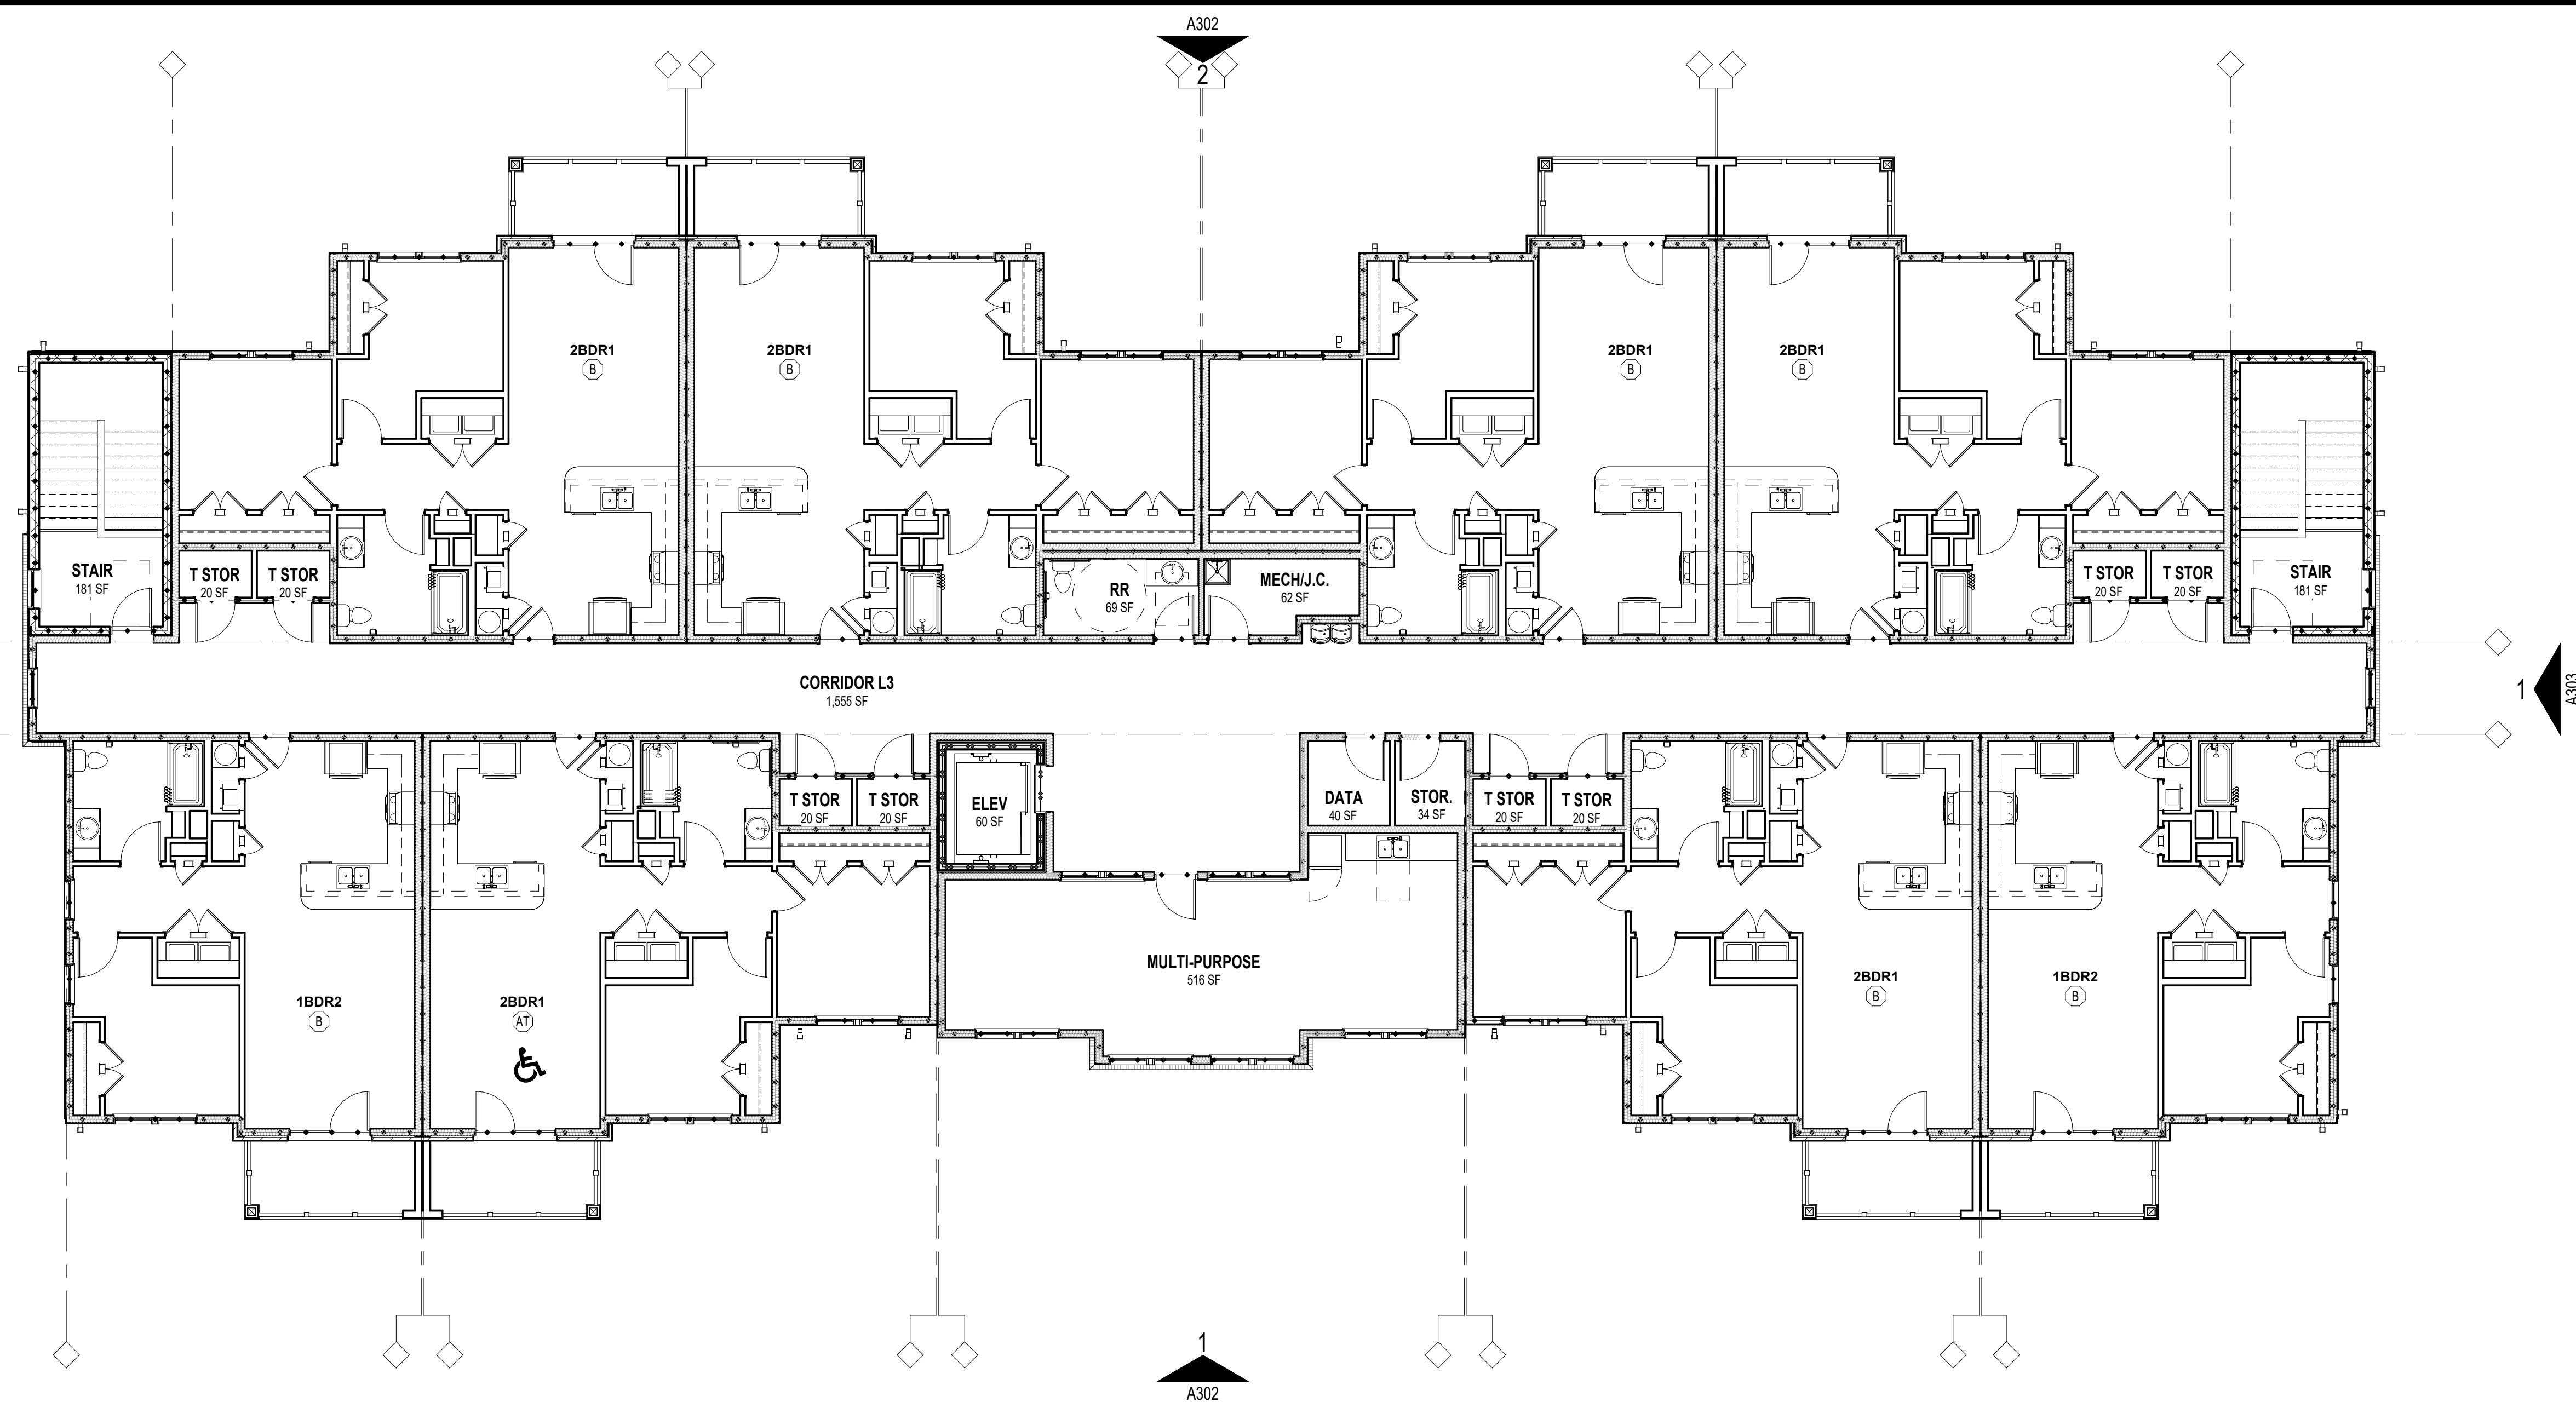 A302
2
2BDR1
B
2BDR1
B
2BDR1
B
2BDR1
B
STAIR
181 SF
T STOR
20 SF
T STOR
20 SF
RR
69 SF
MECH/J.C.
62 SF
T STOR
20 SF
T STOR
20 SF
STAIR
181 SF
CORRIDOR L3
1,555 SF
1
A303
T STOR
20 SF
T STOR
20 SF
ELEV
60 SF
DATA
40 SF
STOR.
34 SF
T STOR
20 SF
T STOR
20 SF
MULTI-PURPOSE
516 SF
1BDR2
B
2BDR1
AT
2BDR1
B
1BDR2
B
1
A302